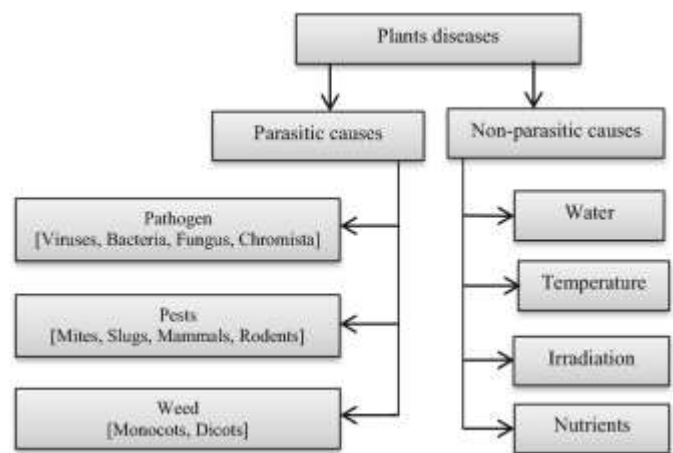 Plants diseases
Parasitic causes
Non-parasitic causes
Pathogen
[Viruses, Bacteria, Fungus, Chromista]
Pests
[Mites, Slugs, Mammals, Rodents]
Weed
[Monocots, Dicots]
Water
Temperature
Irradiation
Nutrients